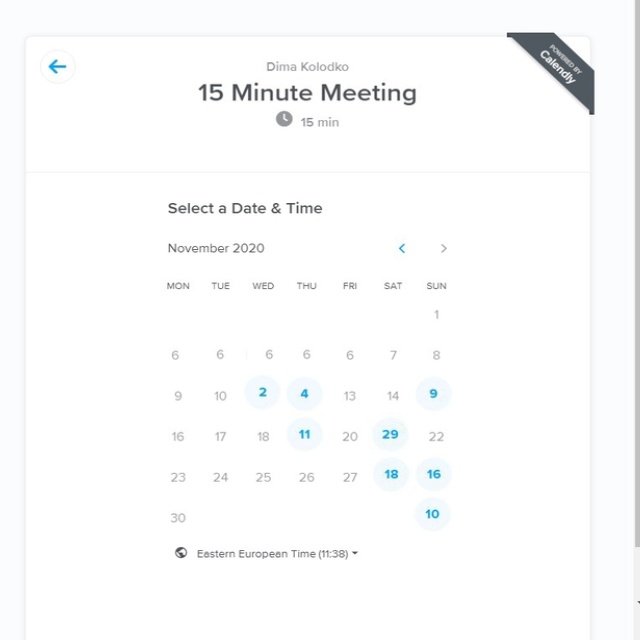 POWERED BY
Calendly
Dima Kolodko
15 Minute Meeting
15 min
Select a Date & Time
November 2020
MON TUE WED THU FRI SAT SUN
1
6 6 6 6 6 7 8
9 10 2 4 13 14 9
16 17 18 11 20 29 22
23 24 25 26 27 18 16
30 10
Eastern European Time (11:38)